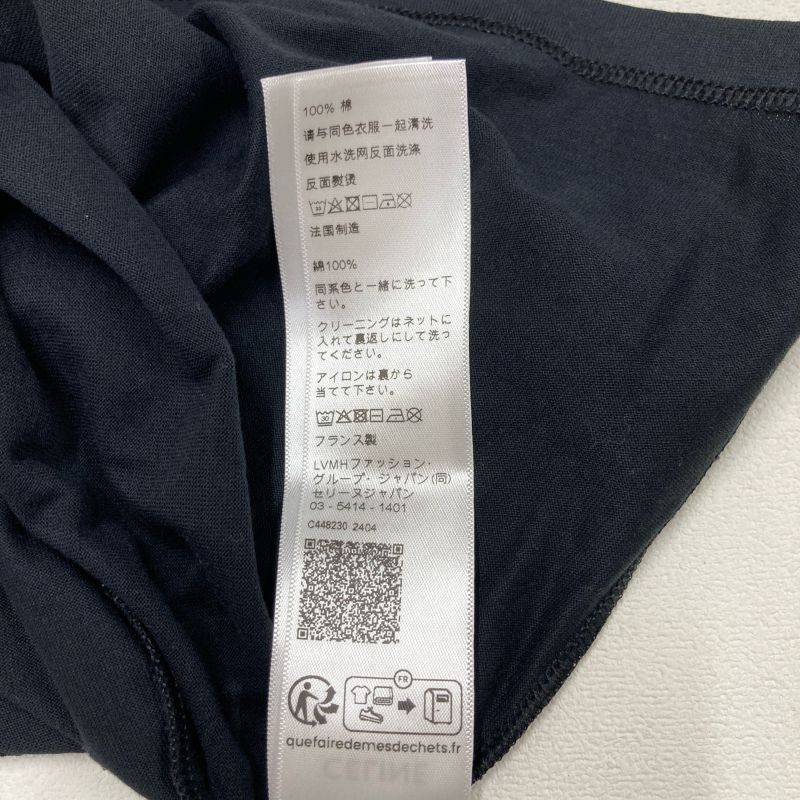 100% 棉
请与同色衣服一起清洗
使用水洗网反面洗涤
反面熨烫
30
法国制造
綿100%
同系色と一緒に洗って下
さい。
クリーニングはネットに
入れて裏返しにして洗っ
てください。
アイロンは裏から
当てて下さい。
30
フランス製
LVMHファッション・
グループ・ジャパン(同)
セリーヌジャパン
03 - 5414 - 1401
C448230 2404
FR
quefairedemesdechets.fr
CELINE